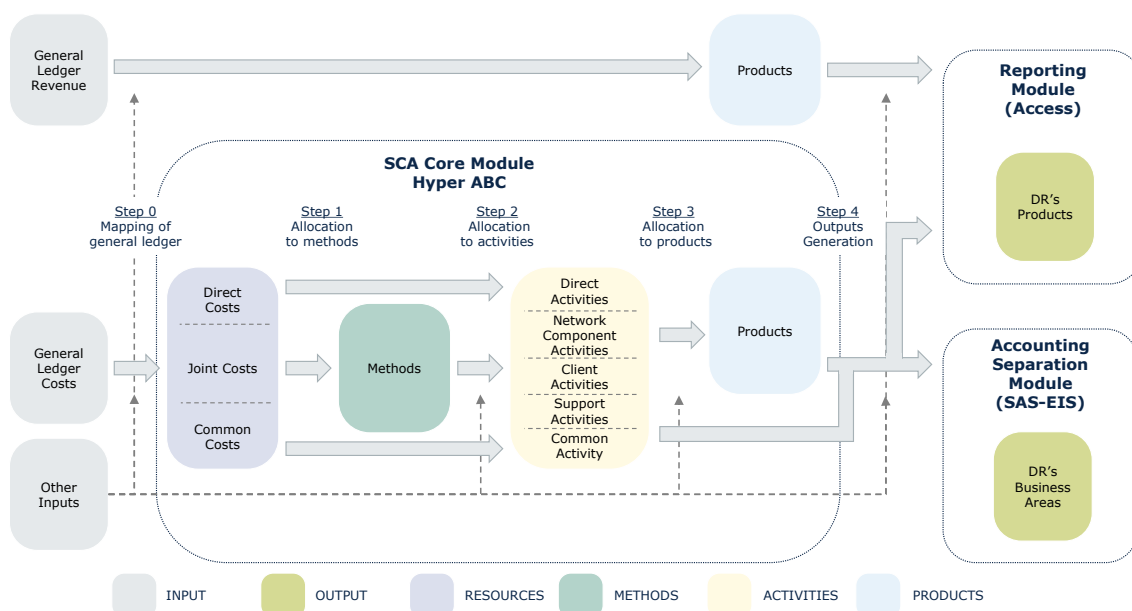 General
Ledger
Revenue
Products
Reporting
Module
(Access)
DR's
Products
SCA Core Module
Hyper ABC
Step 0
Mapping of
general ledger
Step 1
Allocation
to methods
Step 2
Allocation
to activities
Step 3
Allocation
to products
Step 4
Outputs
Generation
General
Ledger
Costs
Direct
Costs
Joint Costs
Common
Costs
Methods
Direct
Activities
Network
Component
Activities
Client
Activities
Support
Activities
Common
Activity
Products
Accounting
Separation
Module
(SAS-EIS)
DR's
Business
Areas
Other
Inputs
INPUT
OUTPUT
RESOURCES
METHODS
ACTIVITIES
PRODUCTS